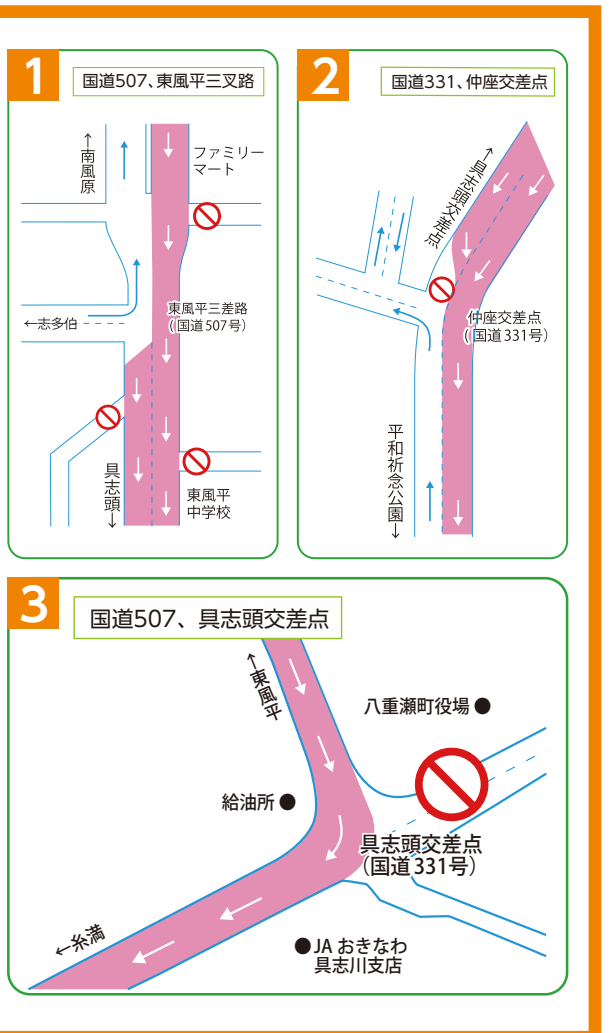 1
国道507、東風平三叉路
←南風原
ファミリー
マート
東風平三差路
(国道507号)
←志多伯
具志頭→
東風平
中学校
2
国道331、仲座交差点
←具志頭交差点
仲座交差点
(国道331号)
平和祈念公園→
3
国道507、具志頭交差点
←東風平
八重瀬町役場●
給油所●
具志頭交差点
(国道331号)
←糸満
●JA おきなわ
具志川支店